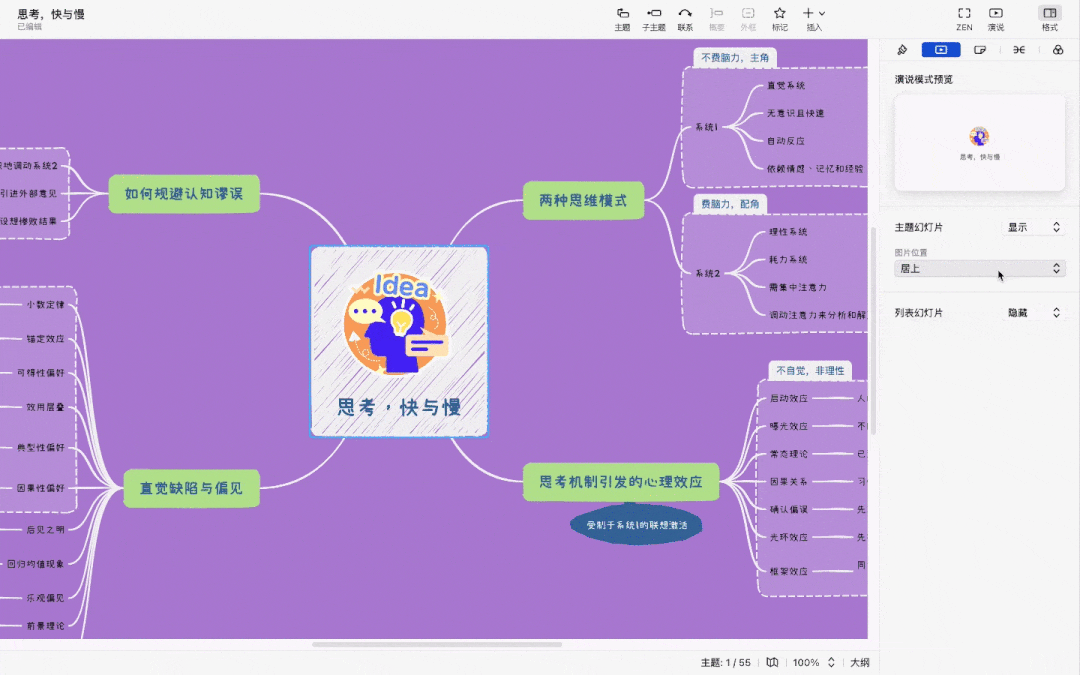 思考，快与慢
已编辑
主题
子主题
联系
概要
外框
标记
插入
ZEN
演说
格式
不费脑力，主角
直觉系统
无意识且快速
系统1
自动反应
依赖情感、记忆和经验
费脑力，配角
理性系统
耗力系统
系统2
需集中注意力
调动注意力来分析和解
两种思维模式
如何规避认知谬误
地调动系统2
引进外部意见
设想惨败结果
Idea
思考，快与慢
小数定律
锚定效应
可得性偏好
效用层叠
典型性偏好
因果性偏好
后见之明
回归均值现象
乐观偏见
前景理论
直觉缺陷与偏见
思考机制引发的心理效应
受制于系统1的联想激活
不自觉，非理性
启动效应
人
曝光效应
不
常态理论
已
因果关系
习
确认偏误
先
光环效应
先
框架效应
同
演说模式预览
思考，快与慢
主题幻灯片
显示
图片位置
居上
列表幻灯片
隐藏
主题: 1 / 55
100%
大纲